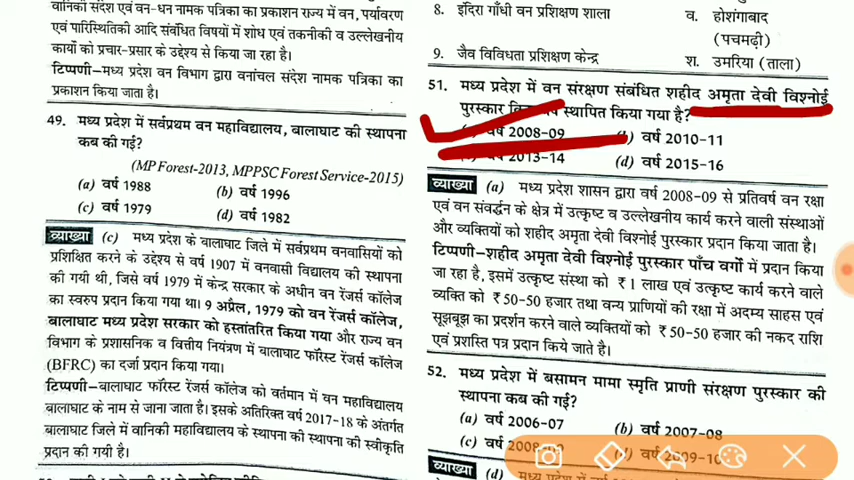 वानिकी संदेश एवं वन-धन नामक पत्रिका का प्रकाशन राज्य में वन, पर्यावरण
एवं पारिस्थितिकी आदि संबंधित विषयों में शोध एवं तकनीकी व उल्लेखनीय
कार्यों को प्रचार-प्रसार के उद्देश्य से किया जा रहा है।
टिप्पणी–मध्य प्रदेश वन विभाग द्वारा वनांचल संदेश नामक पत्रिका का
प्रकाशन किया जाता है।
49. मध्य प्रदेश में सर्वप्रथम वन महाविद्यालय, बालाघाट की स्थापना
कब की गई?
(MP Forest-2013, MPPSC Forest Service-2015)
(a) वर्ष 1988 (b) वर्ष 1996
(c) वर्ष 1979 (d) वर्ष 1982
व्याख्या (c) मध्य प्रदेश के बालाघाट जिले में सर्वप्रथम वनवासियों को
प्रशिक्षित करने के उद्देश्य से वर्ष 1907 में वनवासी विद्यालय की स्थापना
की गयी थी, जिसे वर्ष 1979 में केन्द्र सरकार के अधीन वन रेंजर्स कॉलेज
का स्वरुप प्रदान किया गया था। 9 अप्रैल, 1979 को वन रेंजर्स कॉलेज,
बालाघाट मध्य प्रदेश सरकार को हस्तांतरित किया गया और राज्य वन
विभाग के प्रशासनिक व वित्तीय नियंत्रण में बालाघाट फॉरेस्ट रेंजर्स कॉलेज
(BFRC) का दर्जा प्रदान किया गया।
टिप्पणी–बालाघाट फॉरेस्ट रेंजर्स कॉलेज को वर्तमान में वन महाविद्यालय
बालाघाट के नाम से जाना जाता है। इसके अतिरिक्त वर्ष 2017-18 के अंतर्गत
बालाघाट जिले में वानिकी महाविद्यालय के स्थापना की स्थापना की स्वीकृति
प्रदान की गयी है।
8. इंदिरा गाँधी वन प्रशिक्षण शाला व. होशंगाबाद
(पचमढ़ी)
9. जैव विविधता प्रशिक्षण केन्द्र श. उमरिया (ताला)
51. मध्य प्रदेश में वन संरक्षण संबंधित शहीद अमृता देवी विश्नोई
पुरस्कार स्थापित किया गया है?
वर्ष 2008-09 वर्ष 2010-11
वर्ष 2013-14 (d) वर्ष 2015-16
व्याख्या (a) मध्य प्रदेश शासन द्वारा वर्ष 2008-09 से प्रतिवर्ष वन रक्षा
एवं वन संवर्द्धन के क्षेत्र में उत्कृष्ट व उल्लेखनीय कार्य करने वाली संस्थाओं
और व्यक्तियों को शहीद अमृता देवी विश्नोई पुरस्कार प्रदान किया जाता है।
टिप्पणी–शहीद अमृता देवी विश्नोई पुरस्कार पाँच वर्गों में प्रदान किया
जा रहा है, इसमें उत्कृष्ट संस्था को ₹1 लाख एवं उत्कृष्ट कार्य करने वाले
व्यक्ति को ₹50-50 हजार तथा वन्य प्राणियों की रक्षा में अदम्य साहस एवं
सूझबूझ का प्रदर्शन करने वाले व्यक्तियों को ₹50-50 हजार की नकद राशि
एवं प्रशस्ति पत्र प्रदान किये जाते है।
52. मध्य प्रदेश में बसामन मामा स्मृति प्राणी संरक्षण पुरस्कार की
स्थापना कब की गई?
(a) वर्ष 2006-07 (b) वर्ष 2007-08
(c) वर्ष वर्ष 2009-10
व्याख्या (d)